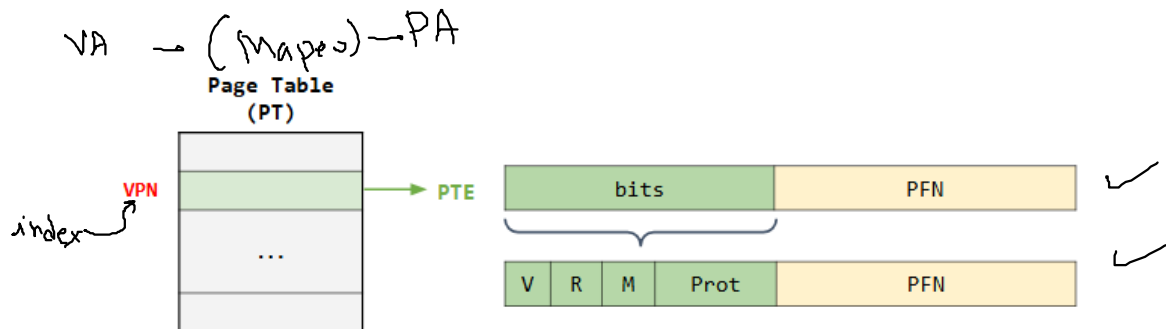 VA → (Mapeo) → PA
Page Table
(PT)
VPN
PTE
bits
PFN
index
...
V R M Prot PFN